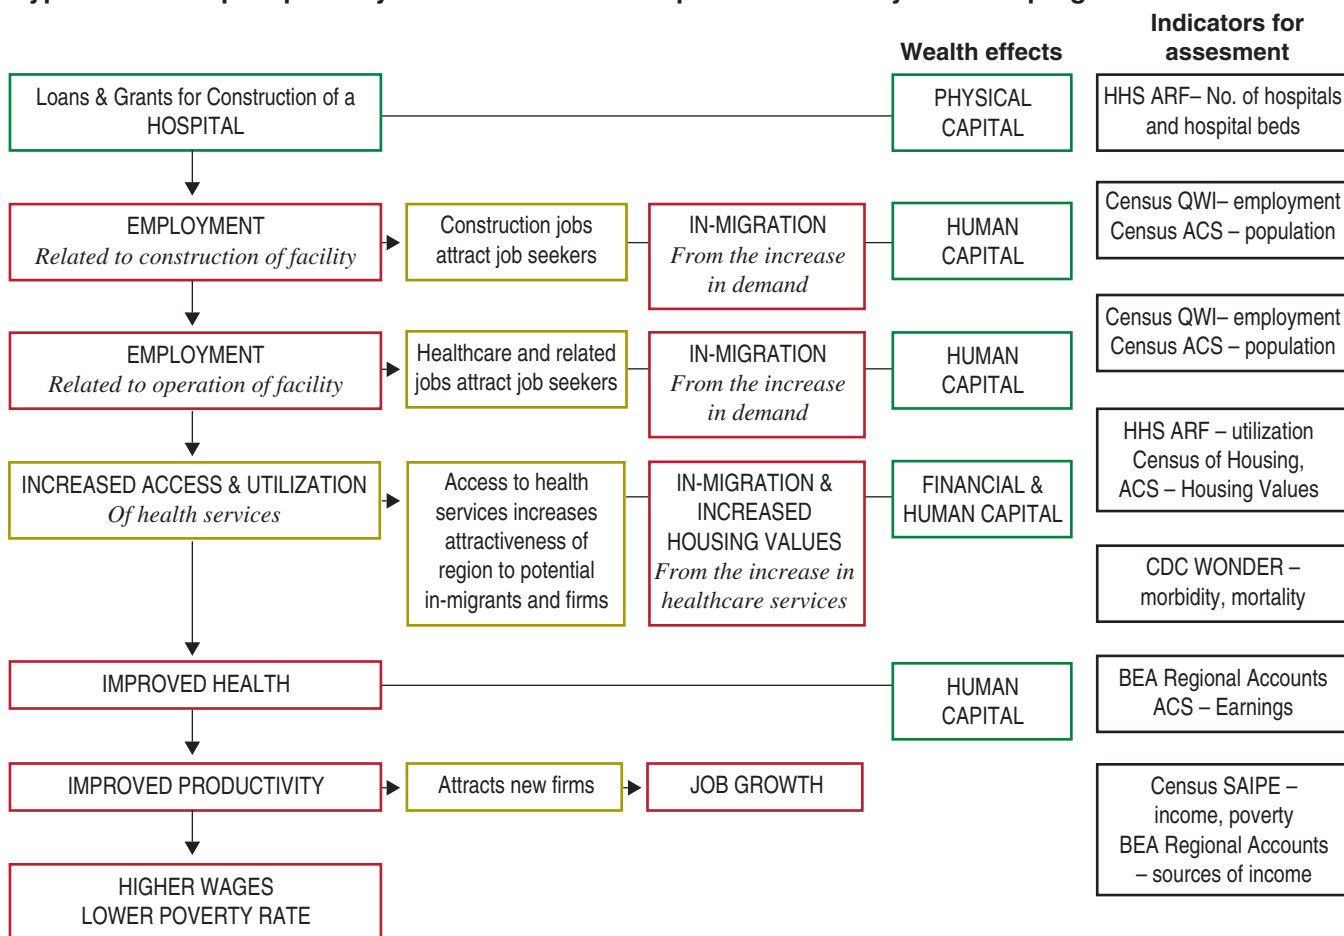 Indicators for
assesment
Wealth effects
Loans & Grants for Construction of a
HOSPITAL
PHYSICAL
CAPITAL
HHS ARF– No. of hospitals
and hospital beds
EMPLOYMENT
Related to construction of facility
Construction jobs
attract job seekers
IN-MIGRATION
From the increase
in demand
HUMAN
CAPITAL
Census QWI– employment
Census ACS – population
EMPLOYMENT
Related to operation of facility
Healthcare and related
jobs attract job seekers
IN-MIGRATION
From the increase
in demand
HUMAN
CAPITAL
Census QWI– employment
Census ACS – population
INCREASED ACCESS & UTILIZATION
Of health services
Access to health
services increases
attractiveness of
region to potential
in-migrants and firms
IN-MIGRATION &
INCREASED
HOUSING VALUES
From the increase in
healthcare services
FINANCIAL &
HUMAN CAPITAL
HHS ARF – utilization
Census of Housing,
ACS – Housing Values
CDC WONDER –
morbidity, mortality
IMPROVED HEALTH
HUMAN
CAPITAL
BEA Regional Accounts
ACS – Earnings
IMPROVED PRODUCTIVITY
Attracts new firms
JOB GROWTH
Census SAIPE –
income, poverty
BEA Regional Accounts
– sources of income
HIGHER WAGES
LOWER POVERTY RATE